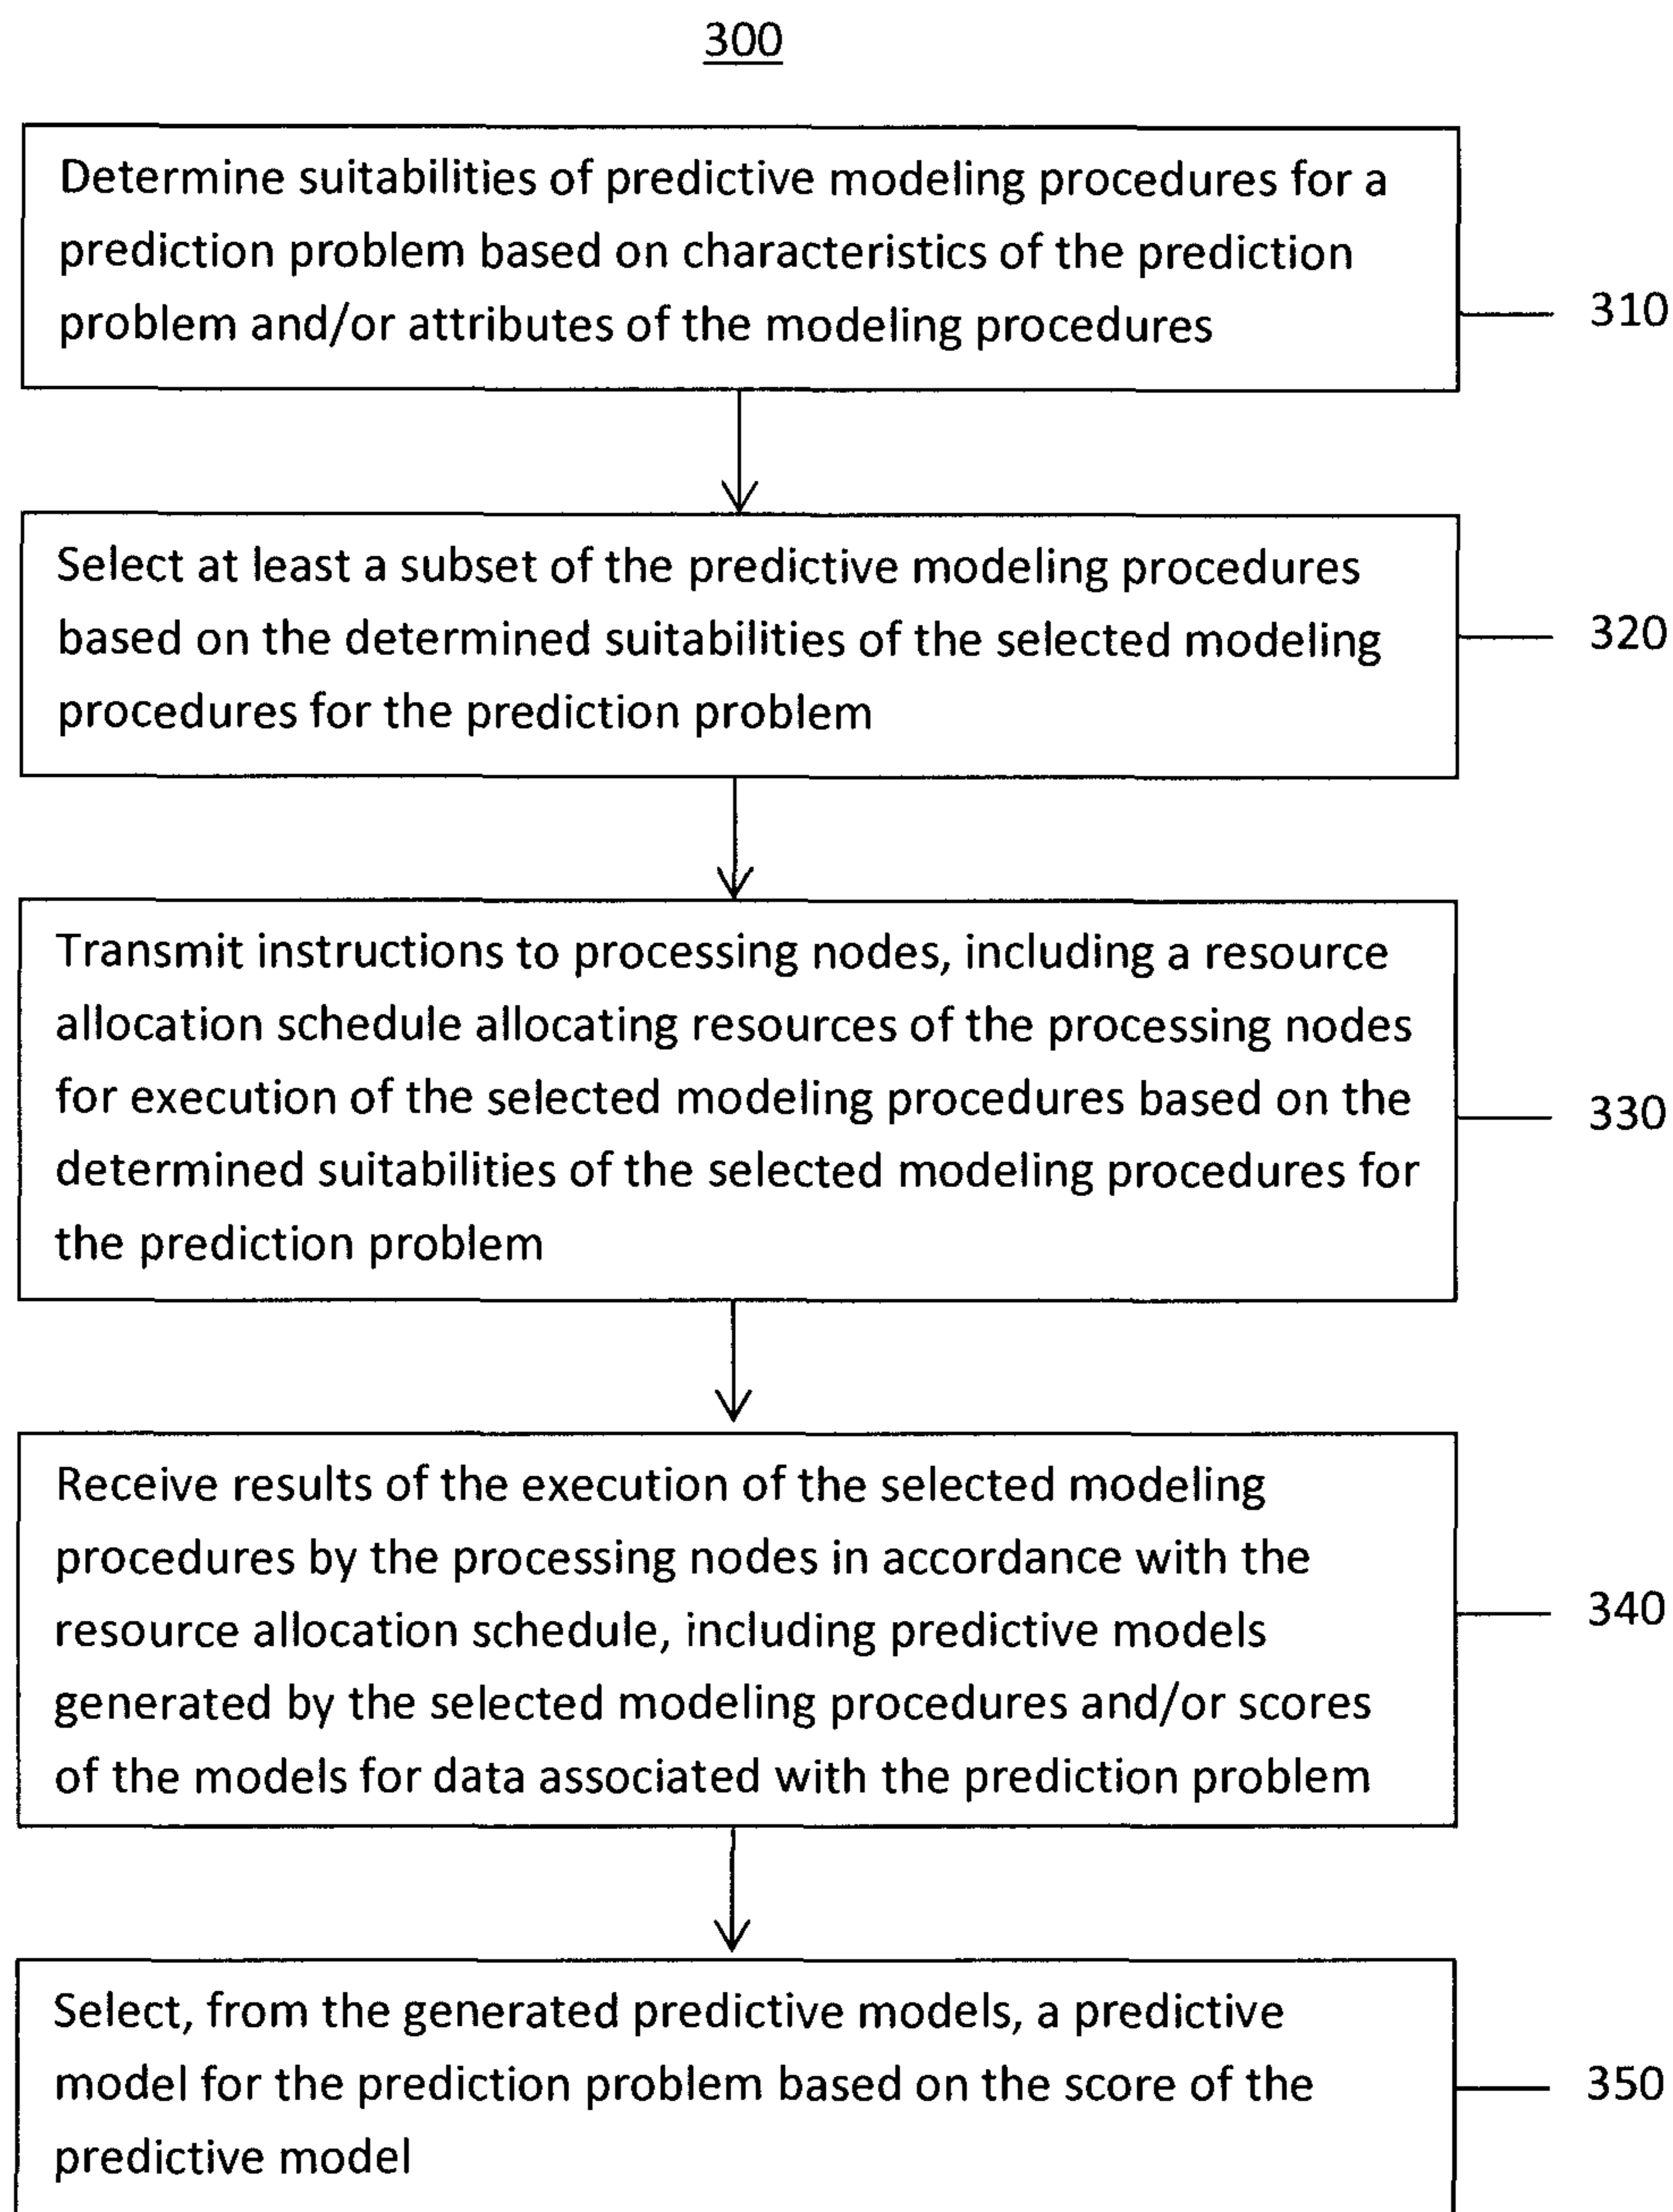 300
Determine suitabilities of predictive modeling procedures for a
prediction problem based on characteristics of the prediction
problem and/or attributes of the modeling procedures
310
Select at least a subset of the predictive modeling procedures
based on the determined suitabilities of the selected modeling
procedures for the prediction problem
320
Transmit instructions to processing nodes, including a resource
allocation schedule allocating resources of the processing nodes
for execution of the selected modeling procedures based on the
determined suitabilities of the selected modeling procedures for
the prediction problem
330
Receive results of the execution of the selected modeling
procedures by the processing nodes in accordance with the
resource allocation schedule, including predictive models
generated by the selected modeling procedures and/or scores
of the models for data associated with the prediction problem
340
Select, from the generated predictive models, a predictive
model for the prediction problem based on the score of the
predictive model
350